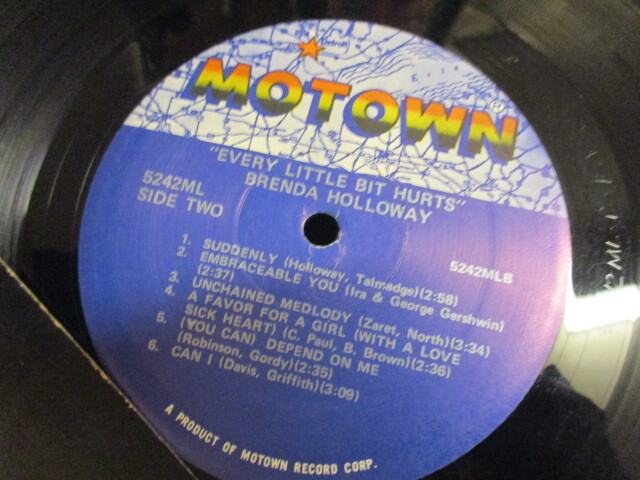 Detroit
MOTOWN®
"EVERY LITTLE BIT HURTS"
BRENDA HOLLOWAY
5242ML
SIDE TWO
5242MLB
1. SUDDENLY (Holloway, Talmadge)(2:58)
2. EMBRACEABLE YOU (Ira & George Gershwin)
(2:37)
3. UNCHAINED MEDLODY (Zaret, North)(3:34)
4. A FAVOR FOR A GIRL (WITH A LOVE
SICK HEART) (C. Paul, B. Brown)(2:36)
5. (YOU CAN) DEPEND ON ME
(Robinson, Gordy)(2:35)
6. CAN I (Davis, Griffith)(3:09)
A PRODUCT OF MOTOWN RECORD CORP.